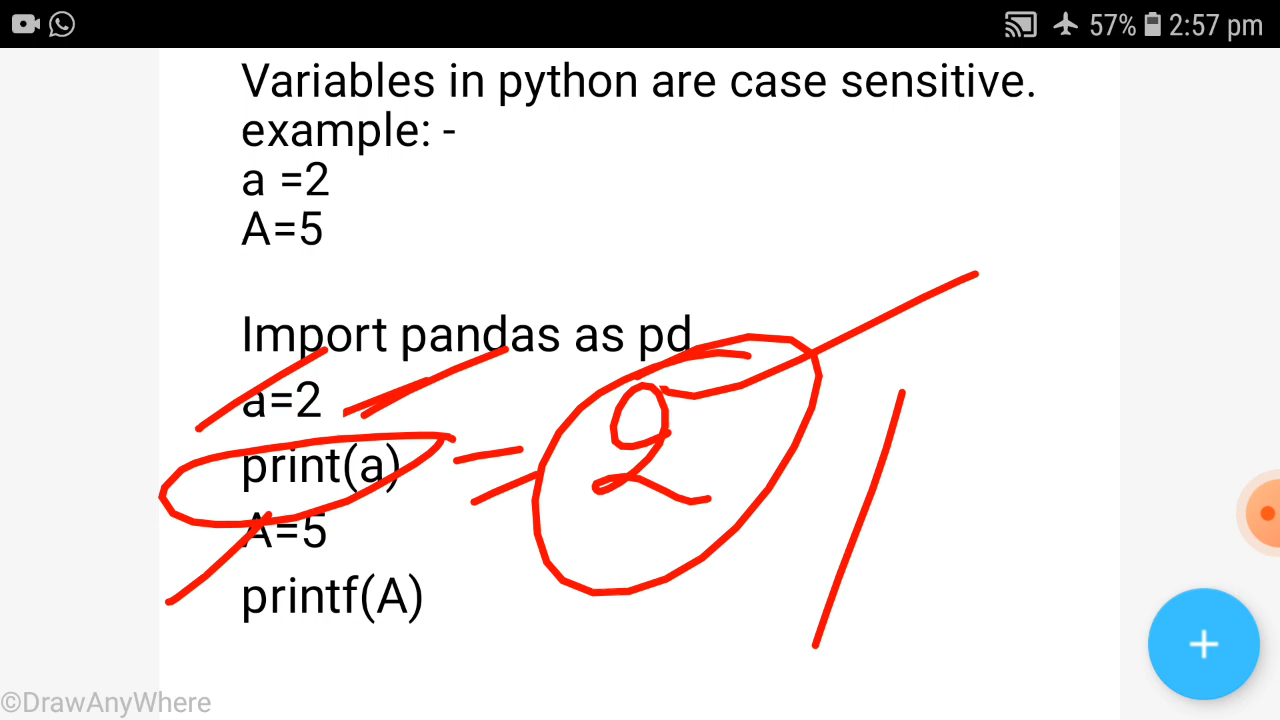 57% 2:57 pm
Variables in python are case sensitive.
example: -
a =2
A=5
Import pandas as pd
a=2
print(a) = 2
A=5
printf(A)
©DrawAnyWhere